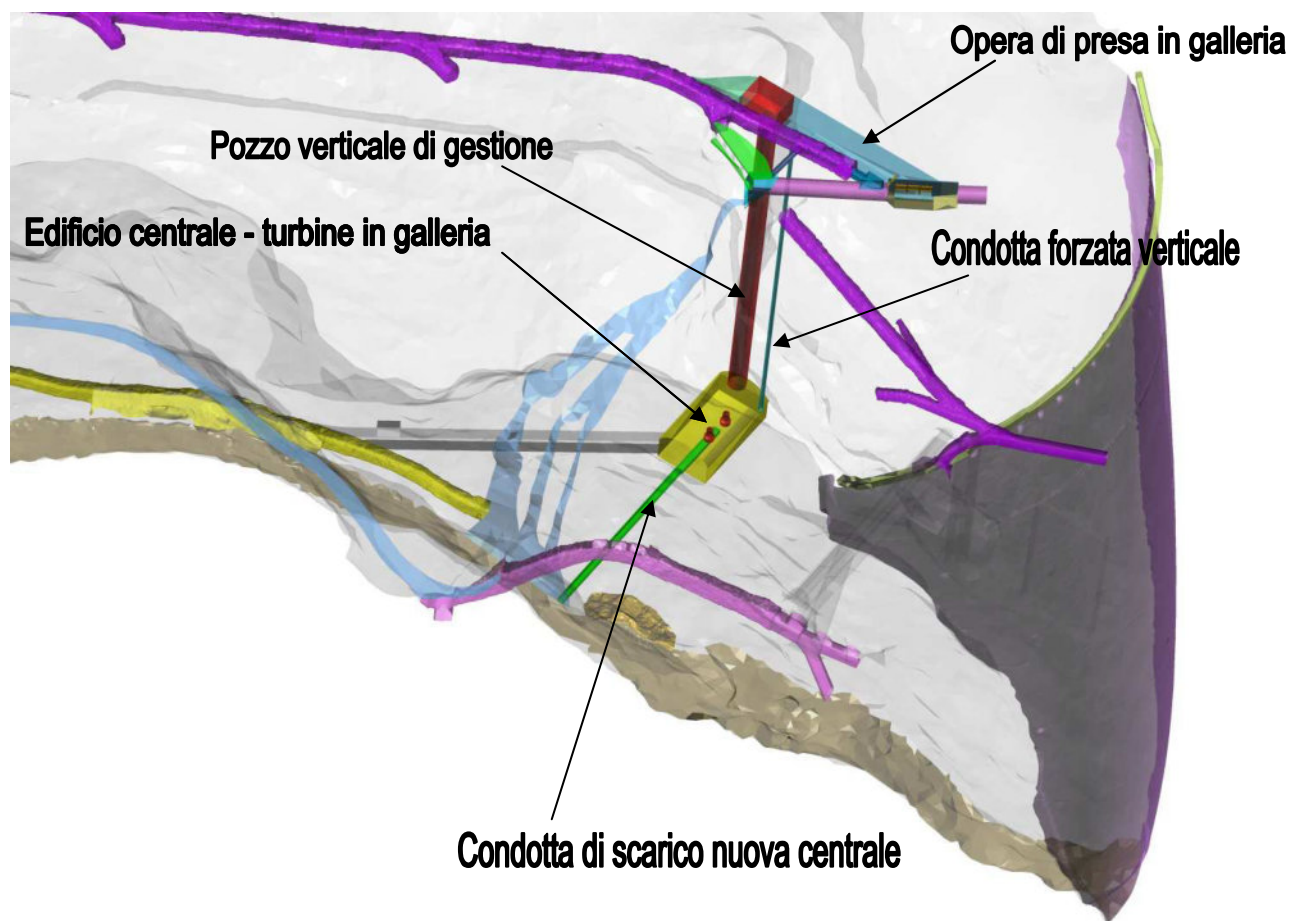 Opera di presa in galleria
Pozzo verticale di gestione
Edificio centrale - turbine in galleria
Condotta forzata verticale
Condotta di scarico nuova centrale